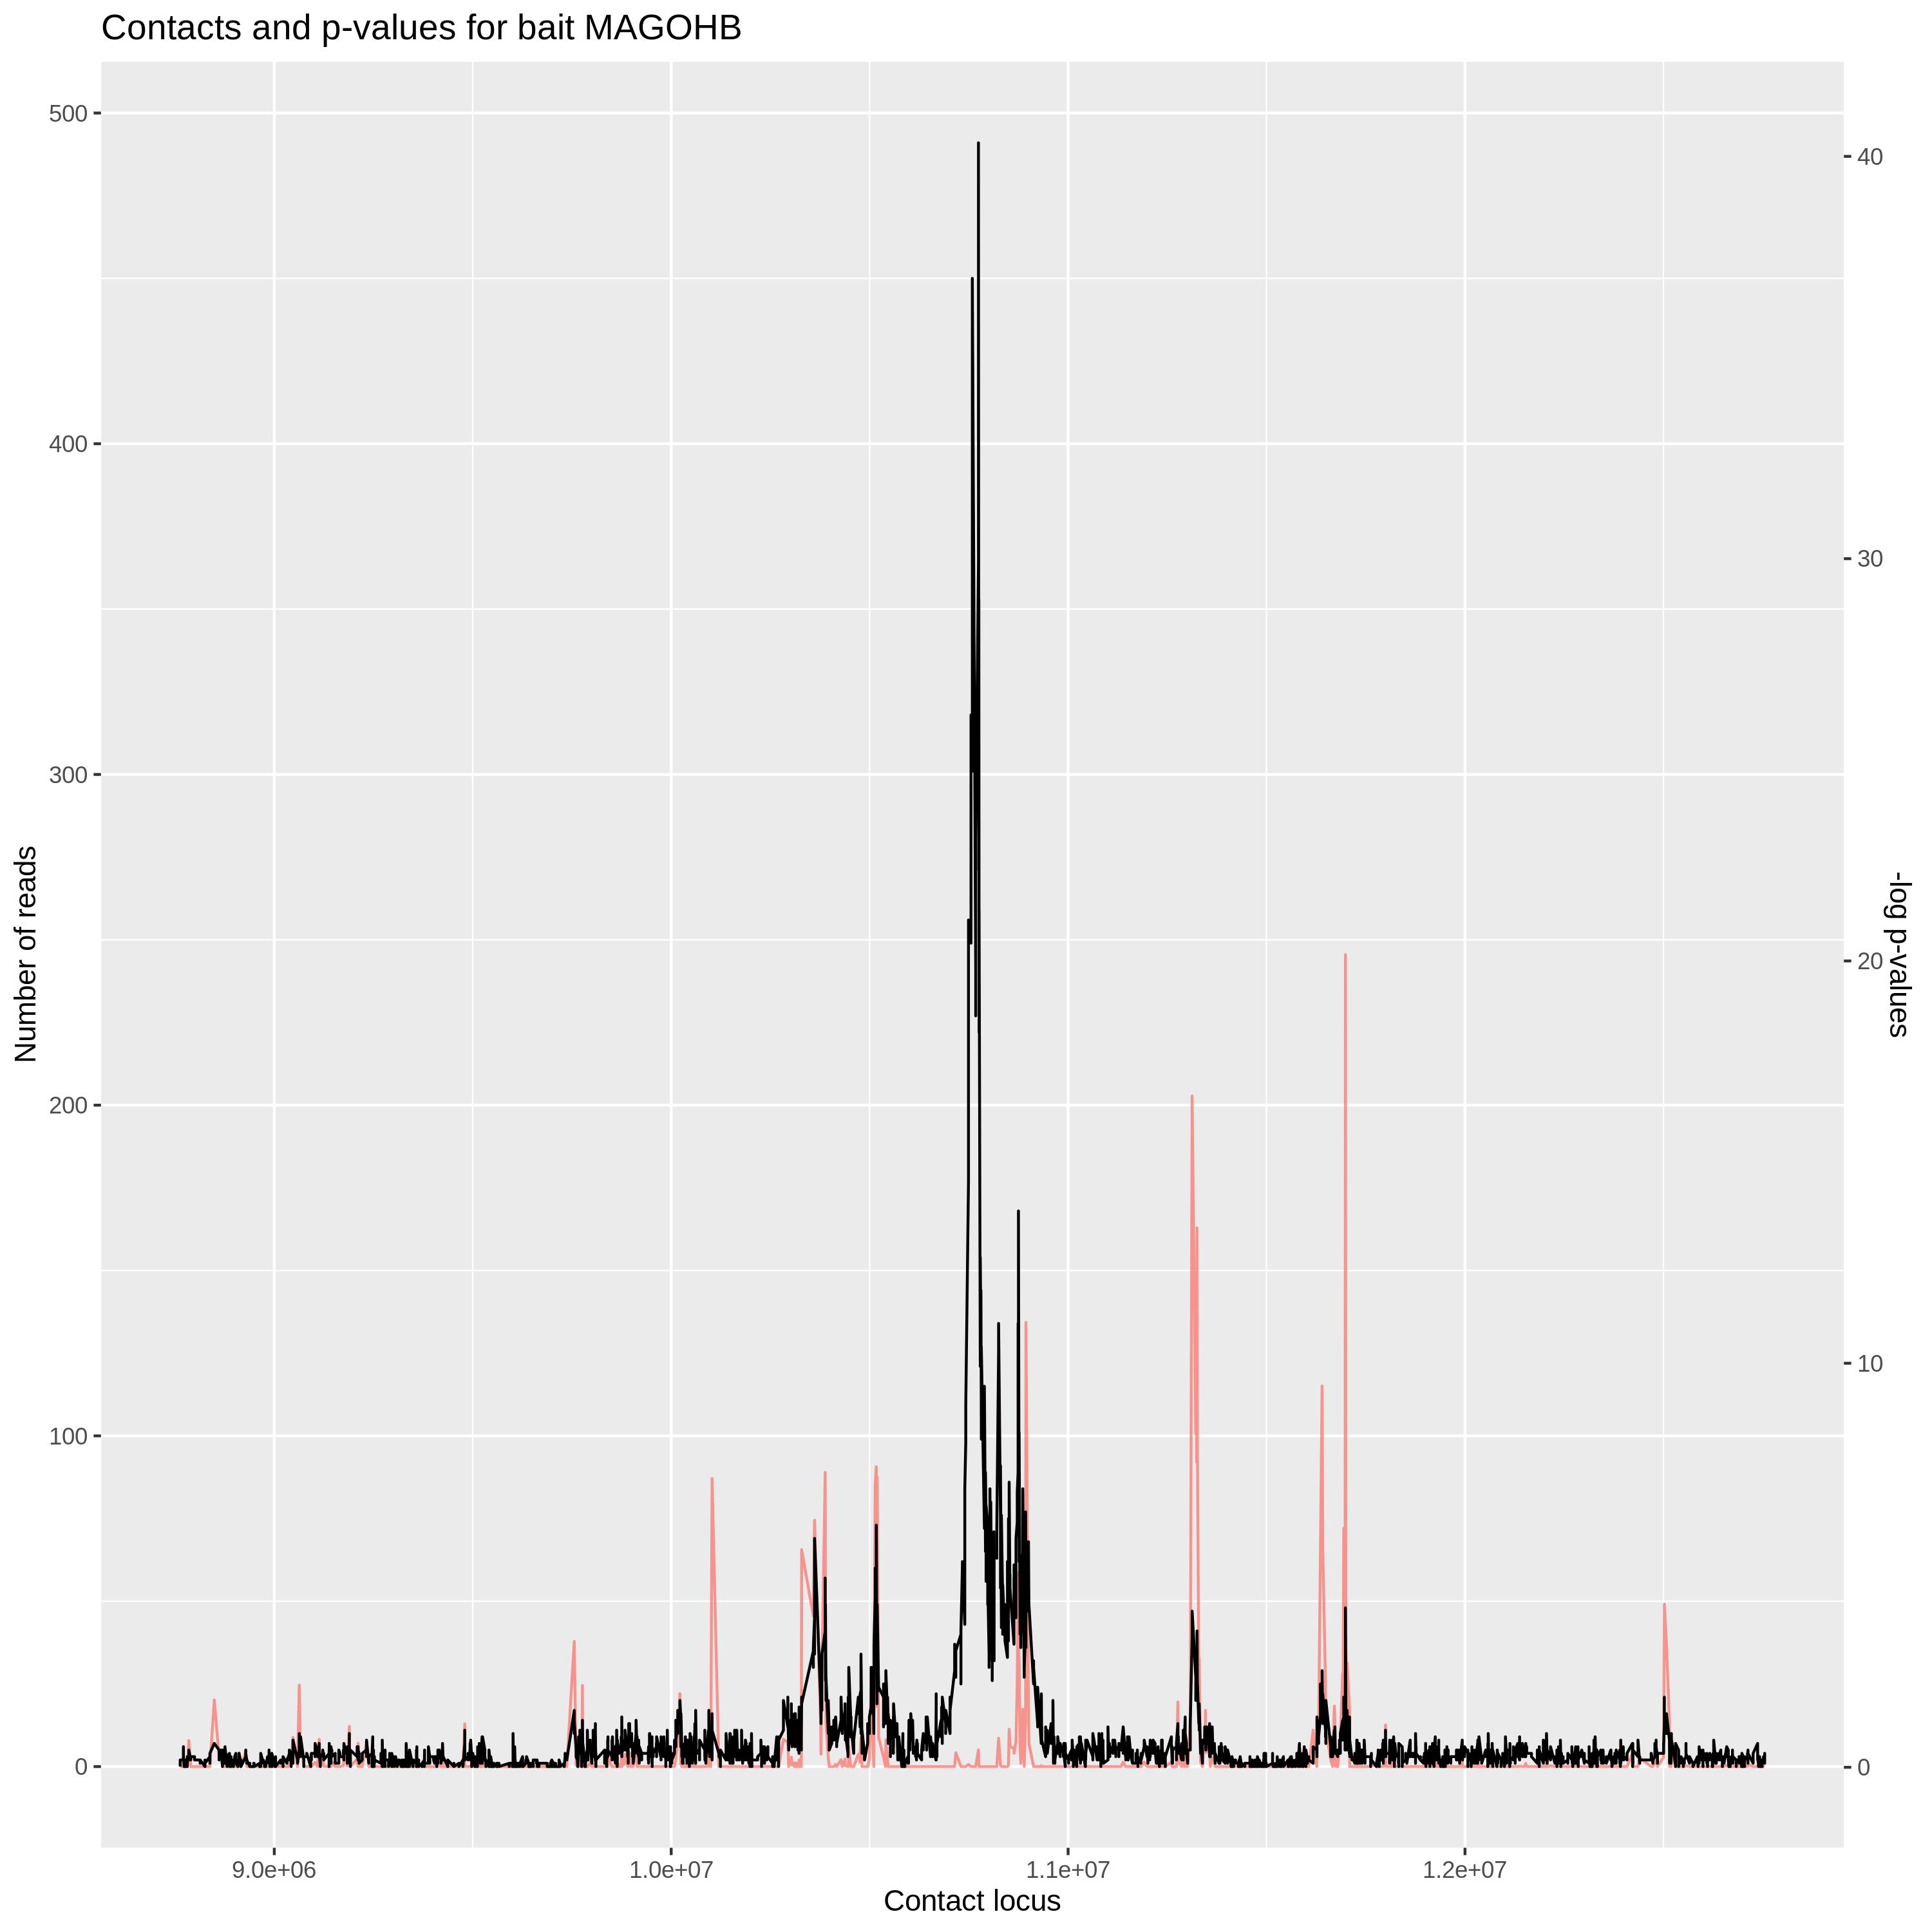 Contacts and p-values for bait MAGOHB
500
400
300
200
100
0
Number of reads
40
30
20
10
0
-log p-values
9.0e+06
1.0e+07
1.1e+07
1.2e+07
Contact locus